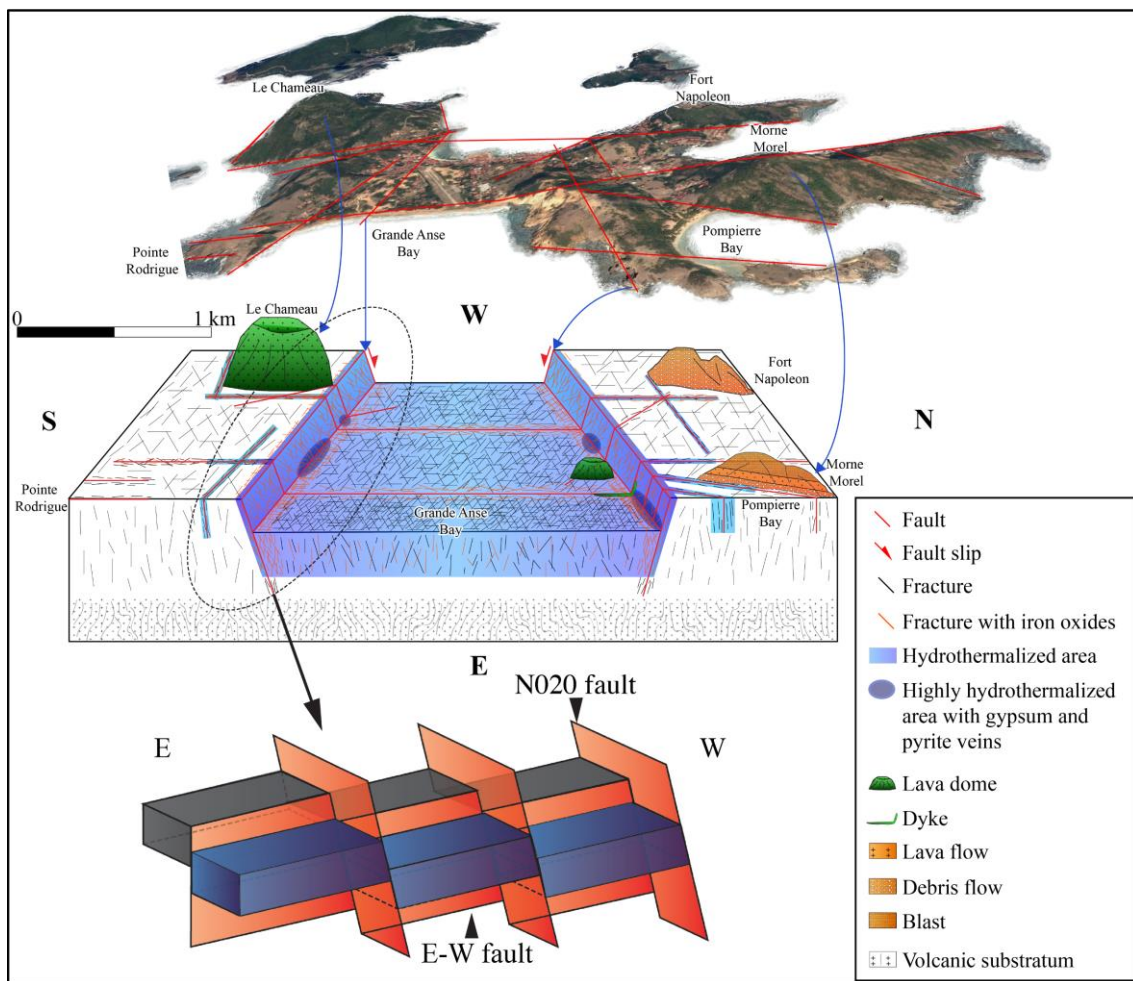 Le Chameau
Fort
Napoleon
Morne
Morel
Grande Anse
Bay
Pompierre
Bay
Pointe
Rodrigue
0
1 km
W
Le Chameau
Fort
Napoleon
S
N
Morne
Morel
Pointe
Rodrigue
Grande Anse
Bay
Pompierre
Bay
E
N020 fault
E
W
E-W fault
Fault
Fault slip
Fracture
Fracture with iron oxides
Hydrothermalized area
Highly hydrothermalized
area with gypsum and
pyrite veins
Lava dome
Dyke
Lava flow
Debris flow
Blast
Volcanic substratum